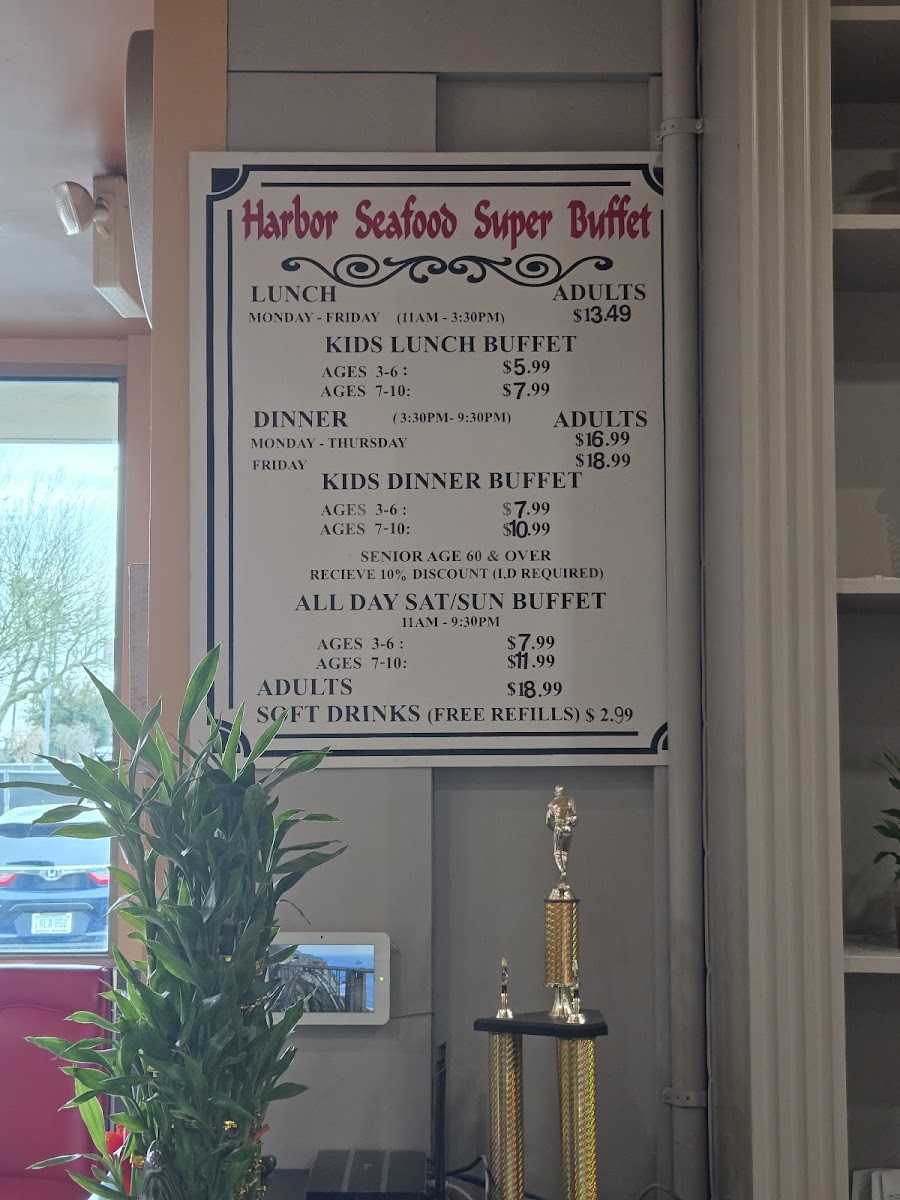 Harbor Seafood Super Buffet
LUNCH ADULTS
MONDAY - FRIDAY (11AM - 3:30PM) $13.49
KIDS LUNCH BUFFET
AGES 3-6 : $5.99
AGES 7-10: $7.99
DINNER (3:30PM- 9:30PM) ADULTS
MONDAY - THURSDAY $16.99
FRIDAY $18.99
KIDS DINNER BUFFET
AGES 3-6 : $7.99
AGES 7-10: $10.99
SENIOR AGE 60 & OVER
RECIEVE 10% DISCOUNT (I,D REQUIRED)
ALL DAY SAT/SUN BUFFET
11AM - 9:30PM
AGES 3-6 : $7.99
AGES 7-10: $11.99
ADULTS $18.99
SOFT DRINKS (FREE REFILLS) $ 2.99